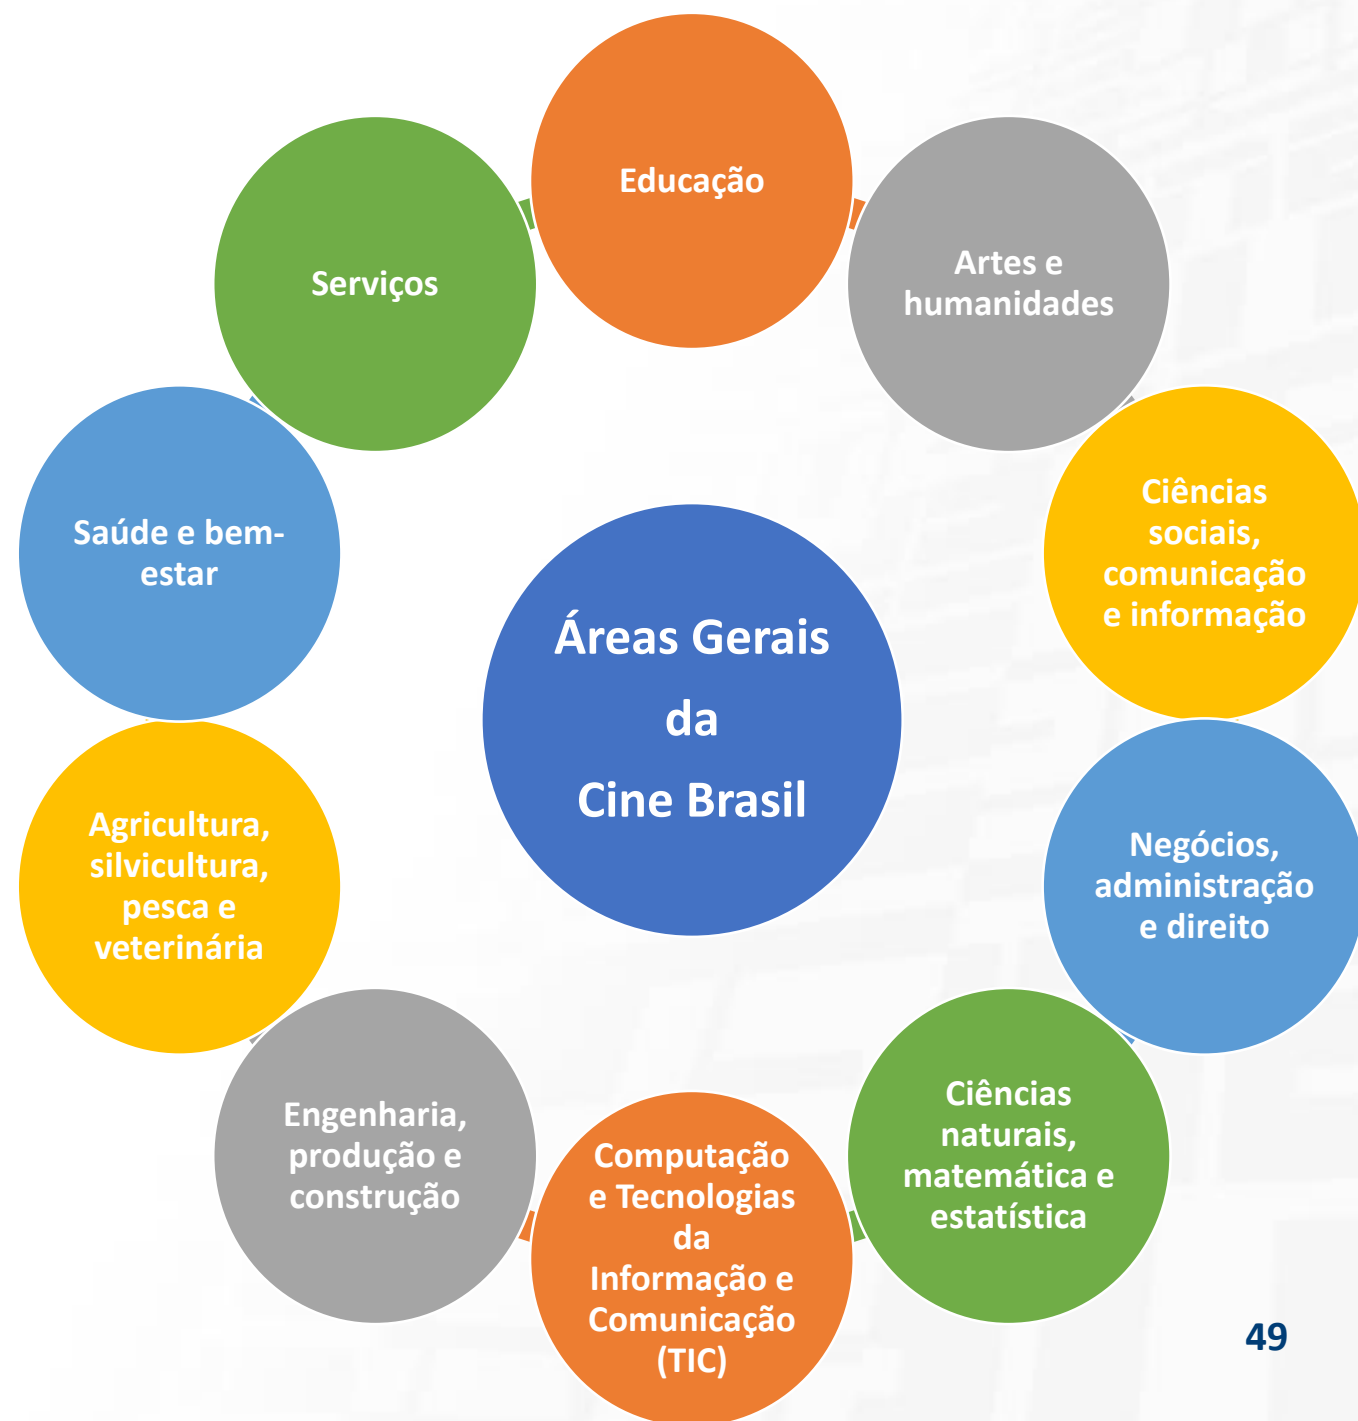 Educação
Artes e
humanidades
Ciências
sociais,
comunicação
e informação
Negócios,
administração
e direito
Ciências
naturais,
matemática e
estatística
Computação
e Tecnologias
da
Informação e
Comunicação
(TIC)
Engenharia,
produção e
construção
Agricultura,
silvicultura,
pesca e
veterinária
Saúde e bem-
estar
Serviços
Áreas Gerais
da
Cine Brasil
49